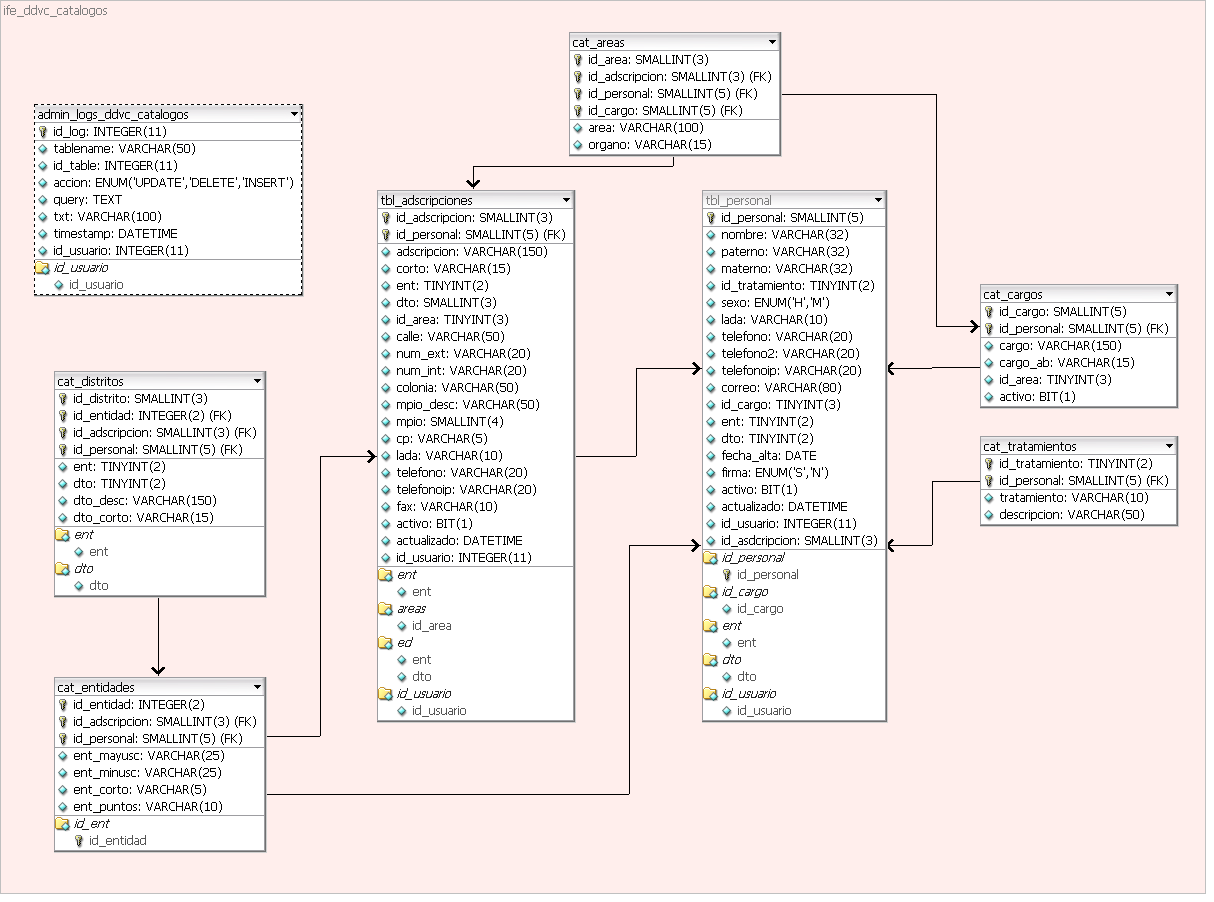 ife_ddvc_catalogos
cat_areas
id_area: SMALLINT(3)
id_adscripcion: SMALLINT(3) (FK)
id_personal: SMALLINT(5) (FK)
id_cargo: SMALLINT(5) (FK)
area: VARCHAR(100)
organo: VARCHAR(15)
admin_logs_ddvc_catalogos
id_log: INTEGER(11)
tablename: VARCHAR(50)
id_table: INTEGER(11)
accion: ENUM('UPDATE','DELETE','INSERT')
query: TEXT
txt: VARCHAR(100)
timestamp: DATETIME
id_usuario: INTEGER(11)
id_usuario
id_usuario
tbl_adscripciones
id_adscripcion: SMALLINT(3)
id_personal: SMALLINT(5) (FK)
adscripcion: VARCHAR(150)
corto: VARCHAR(15)
ent: TINYINT(2)
dto: SMALLINT(3)
id_area: TINYINT(3)
calle: VARCHAR(50)
num_ext: VARCHAR(20)
num_int: VARCHAR(20)
colonia: VARCHAR(50)
mpio_desc: VARCHAR(50)
mpio: SMALLINT(4)
cp: VARCHAR(5)
lada: VARCHAR(10)
telefono: VARCHAR(20)
telefonoip: VARCHAR(20)
fax: VARCHAR(10)
activo: BIT(1)
actualizado: DATETIME
id_usuario: INTEGER(11)
ent
ent
areas
id_area
ed
ent
dto
id_usuario
id_usuario
tbl_personal
id_personal: SMALLINT(5)
nombre: VARCHAR(32)
paterno: VARCHAR(32)
materno: VARCHAR(32)
id_tratamiento: TINYINT(2)
sexo: ENUM('H','M')
lada: VARCHAR(10)
telefono: VARCHAR(20)
telefono2: VARCHAR(20)
telefonoip: VARCHAR(20)
correo: VARCHAR(80)
id_cargo: TINYINT(3)
ent: TINYINT(2)
dto: TINYINT(2)
fecha_alta: DATE
firma: ENUM('S','N')
activo: BIT(1)
actualizado: DATETIME
id_usuario: INTEGER(11)
id_asdcripcion: SMALLINT(3)
id_personal
id_personal
id_cargo
id_cargo
ent
ent
dto
dto
id_usuario
id_usuario
cat_cargos
id_cargo: SMALLINT(5)
id_personal: SMALLINT(5) (FK)
cargo: VARCHAR(150)
cargo_ab: VARCHAR(15)
id_area: TINYINT(3)
activo: BIT(1)
cat_tratamientos
id_tratamiento: TINYINT(2)
id_personal: SMALLINT(5) (FK)
tratamiento: VARCHAR(10)
descripcion: VARCHAR(50)
cat_distritos
id_distrito: SMALLINT(3)
id_entidad: INTEGER(2) (FK)
id_adscripcion: SMALLINT(3) (FK)
id_personal: SMALLINT(5) (FK)
ent: TINYINT(2)
dto: TINYINT(2)
dto_desc: VARCHAR(150)
dto_corto: VARCHAR(15)
ent
ent
dto
dto
cat_entidades
id_entidad: INTEGER(2)
id_adscripcion: SMALLINT(3) (FK)
id_personal: SMALLINT(5) (FK)
ent_mayusc: VARCHAR(25)
ent_minusc: VARCHAR(25)
ent_corto: VARCHAR(5)
ent_puntos: VARCHAR(10)
id_ent
id_entidad